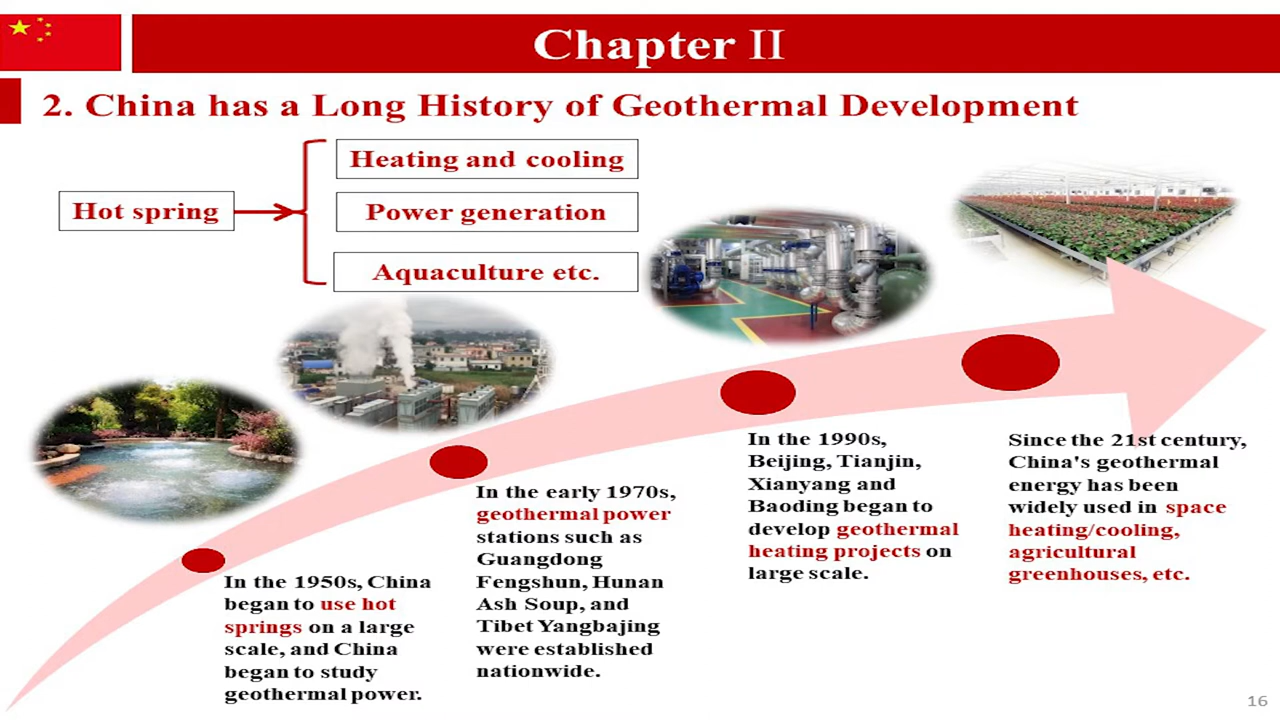 Chapter II
2. China has a Long History of Geothermal Development
Hot spring
Heating and cooling
Power generation
Aquaculture etc.
In the 1950s, China
began to use hot
springs on a large
scale, and China
began to study
geothermal power.
In the early 1970s,
geothermal power
stations such as
Guangdong
Fengshun, Hunan
Ash Soup, and
Tibet Yangbajing
were established
nationwide.
In the 1990s,
Beijing, Tianjin,
Xianyang and
Baoding began to
develop geothermal
heating projects on
large scale.
Since the 21st century,
China's geothermal
energy has been
widely used in space
heating/cooling,
agricultural
greenhouses, etc.
16